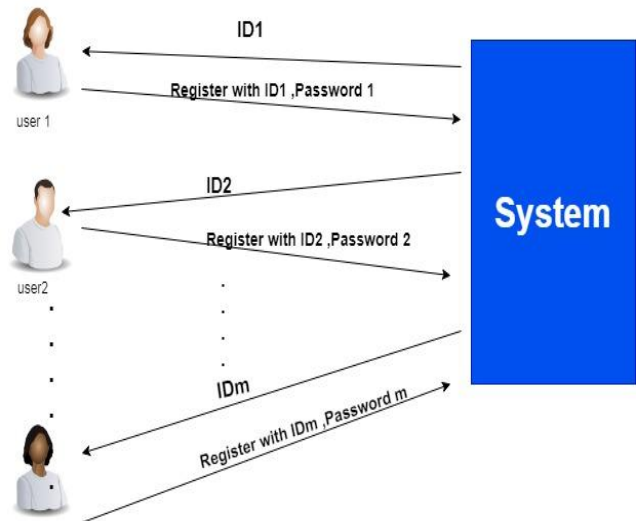 ID1
Register with ID1 ,Password 1
user 1
ID2
System
Register with ID2 ,Password 2
user2
IDm
Register with IDm ,Password m